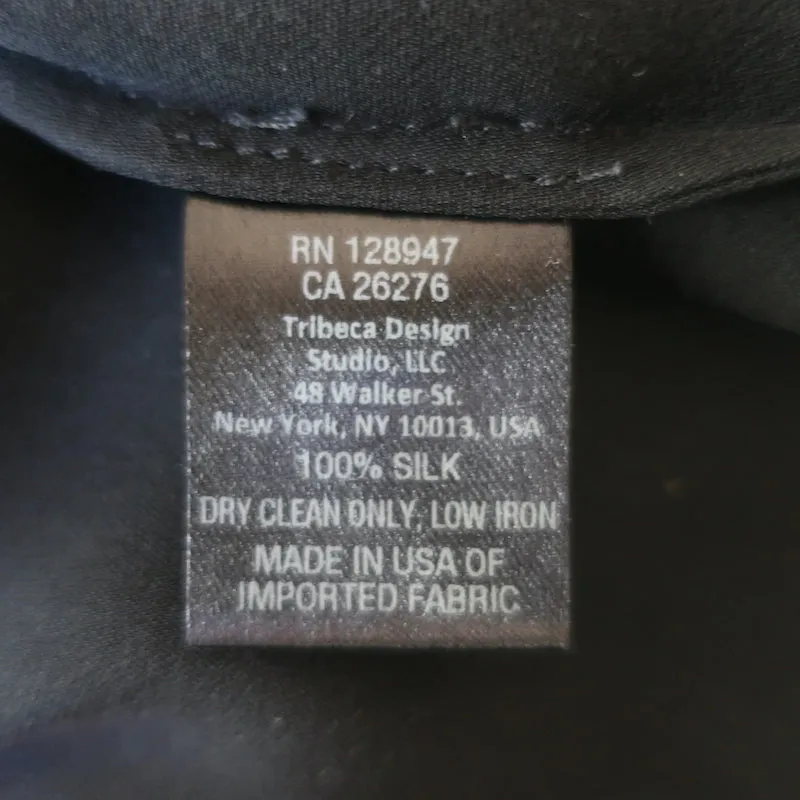 RN 128947
CA 26276
Tribeca Design
Studio, LLC
48 Walker St.
New York, NY 10013, USA
100% SILK
DRY CLEAN ONLY, LOW IRON
MADE IN USA OF
IMPORTED FABRIC